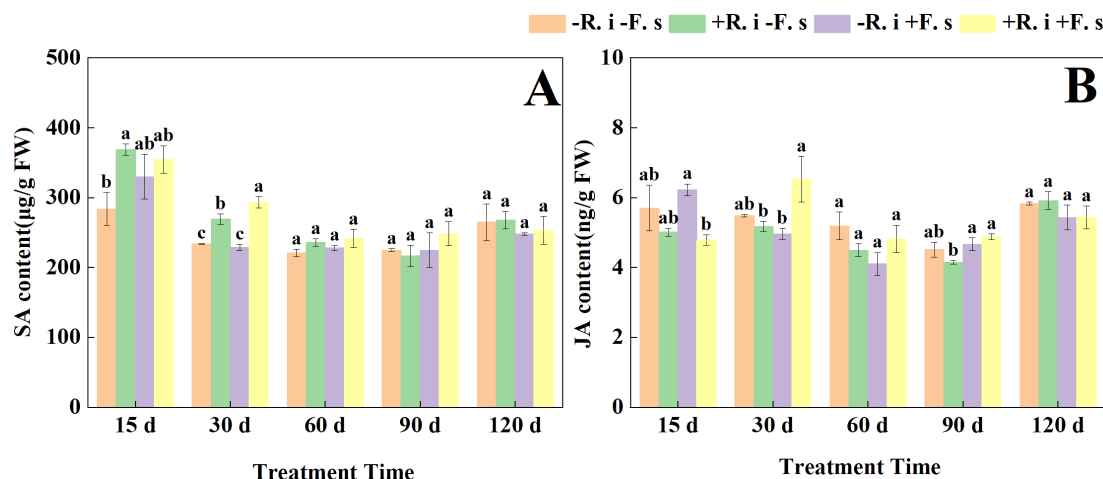 -R. i -F. s +R. i -F. s -R. i +F. s +R. i +F. s
A
SA content(μg/g FW)
500
400
300
200
100
0
b a ab ab
c b c a
a a a a
a a a a
a a a a
15 d 30 d 60 d 90 d 120 d
Treatment Time
B
JA content(ng/g FW)
10
8
6
4
2
0
ab ab a b
ab b b a
a a a a
ab b a a
a a a a
15 d 30 d 60 d 90 d 120 d
Treatment Time